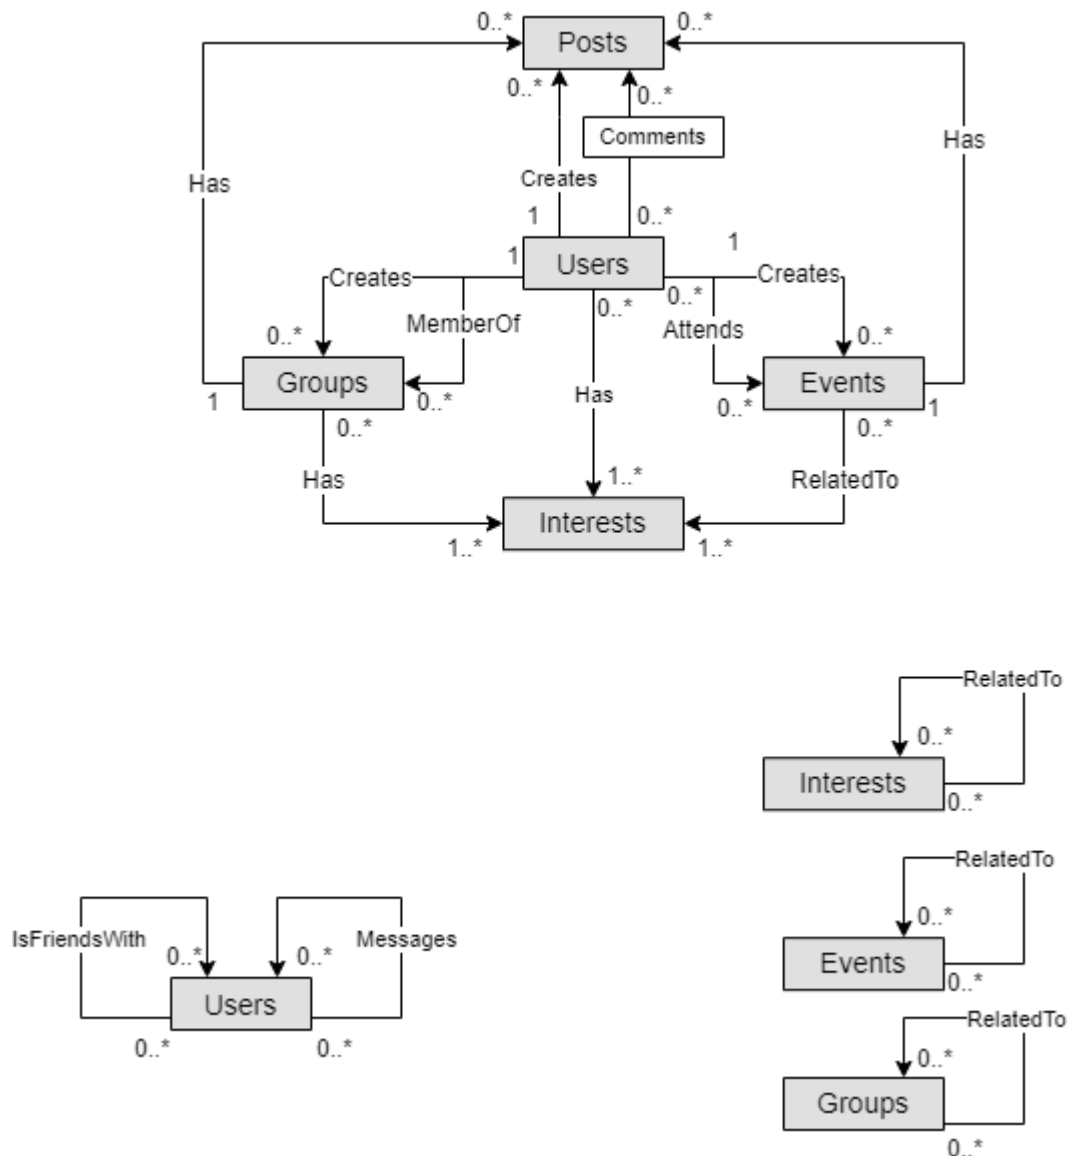 0..* Posts 0..*
0..* 0..*
Comments
Has
Has
Creates
1 0..*
1 Users 1
Creates 0..* 0..* Creates
MemberOf Attends
0..* 0..*
Groups Has Events
1 0..* 0..* 0..* 1
0..* 0..*
Has 1..* RelatedTo
Interests
1..* 1..*
RelatedTo
0..*
Interests
0..*
RelatedTo
0..*
Events
0..*
IsFriendsWith Messages
0..* 0..*
Users
0..* 0..*
RelatedTo
0..*
Groups
0..*